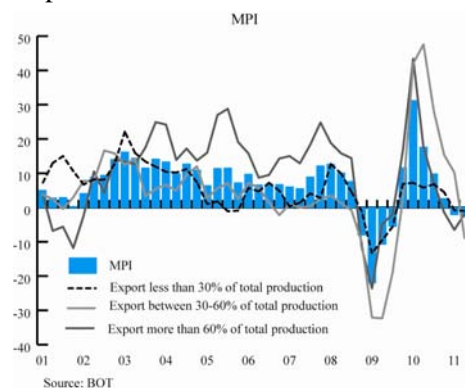 MPI
50
40
30
20
10
0
-10
-20
-30
-40
MPI
Export less than 30% of total production
Export between 30-60% of total production
Export more than 60% of total production
01 02 03 04 05 06 07 08 09 10 11
Source: BOT